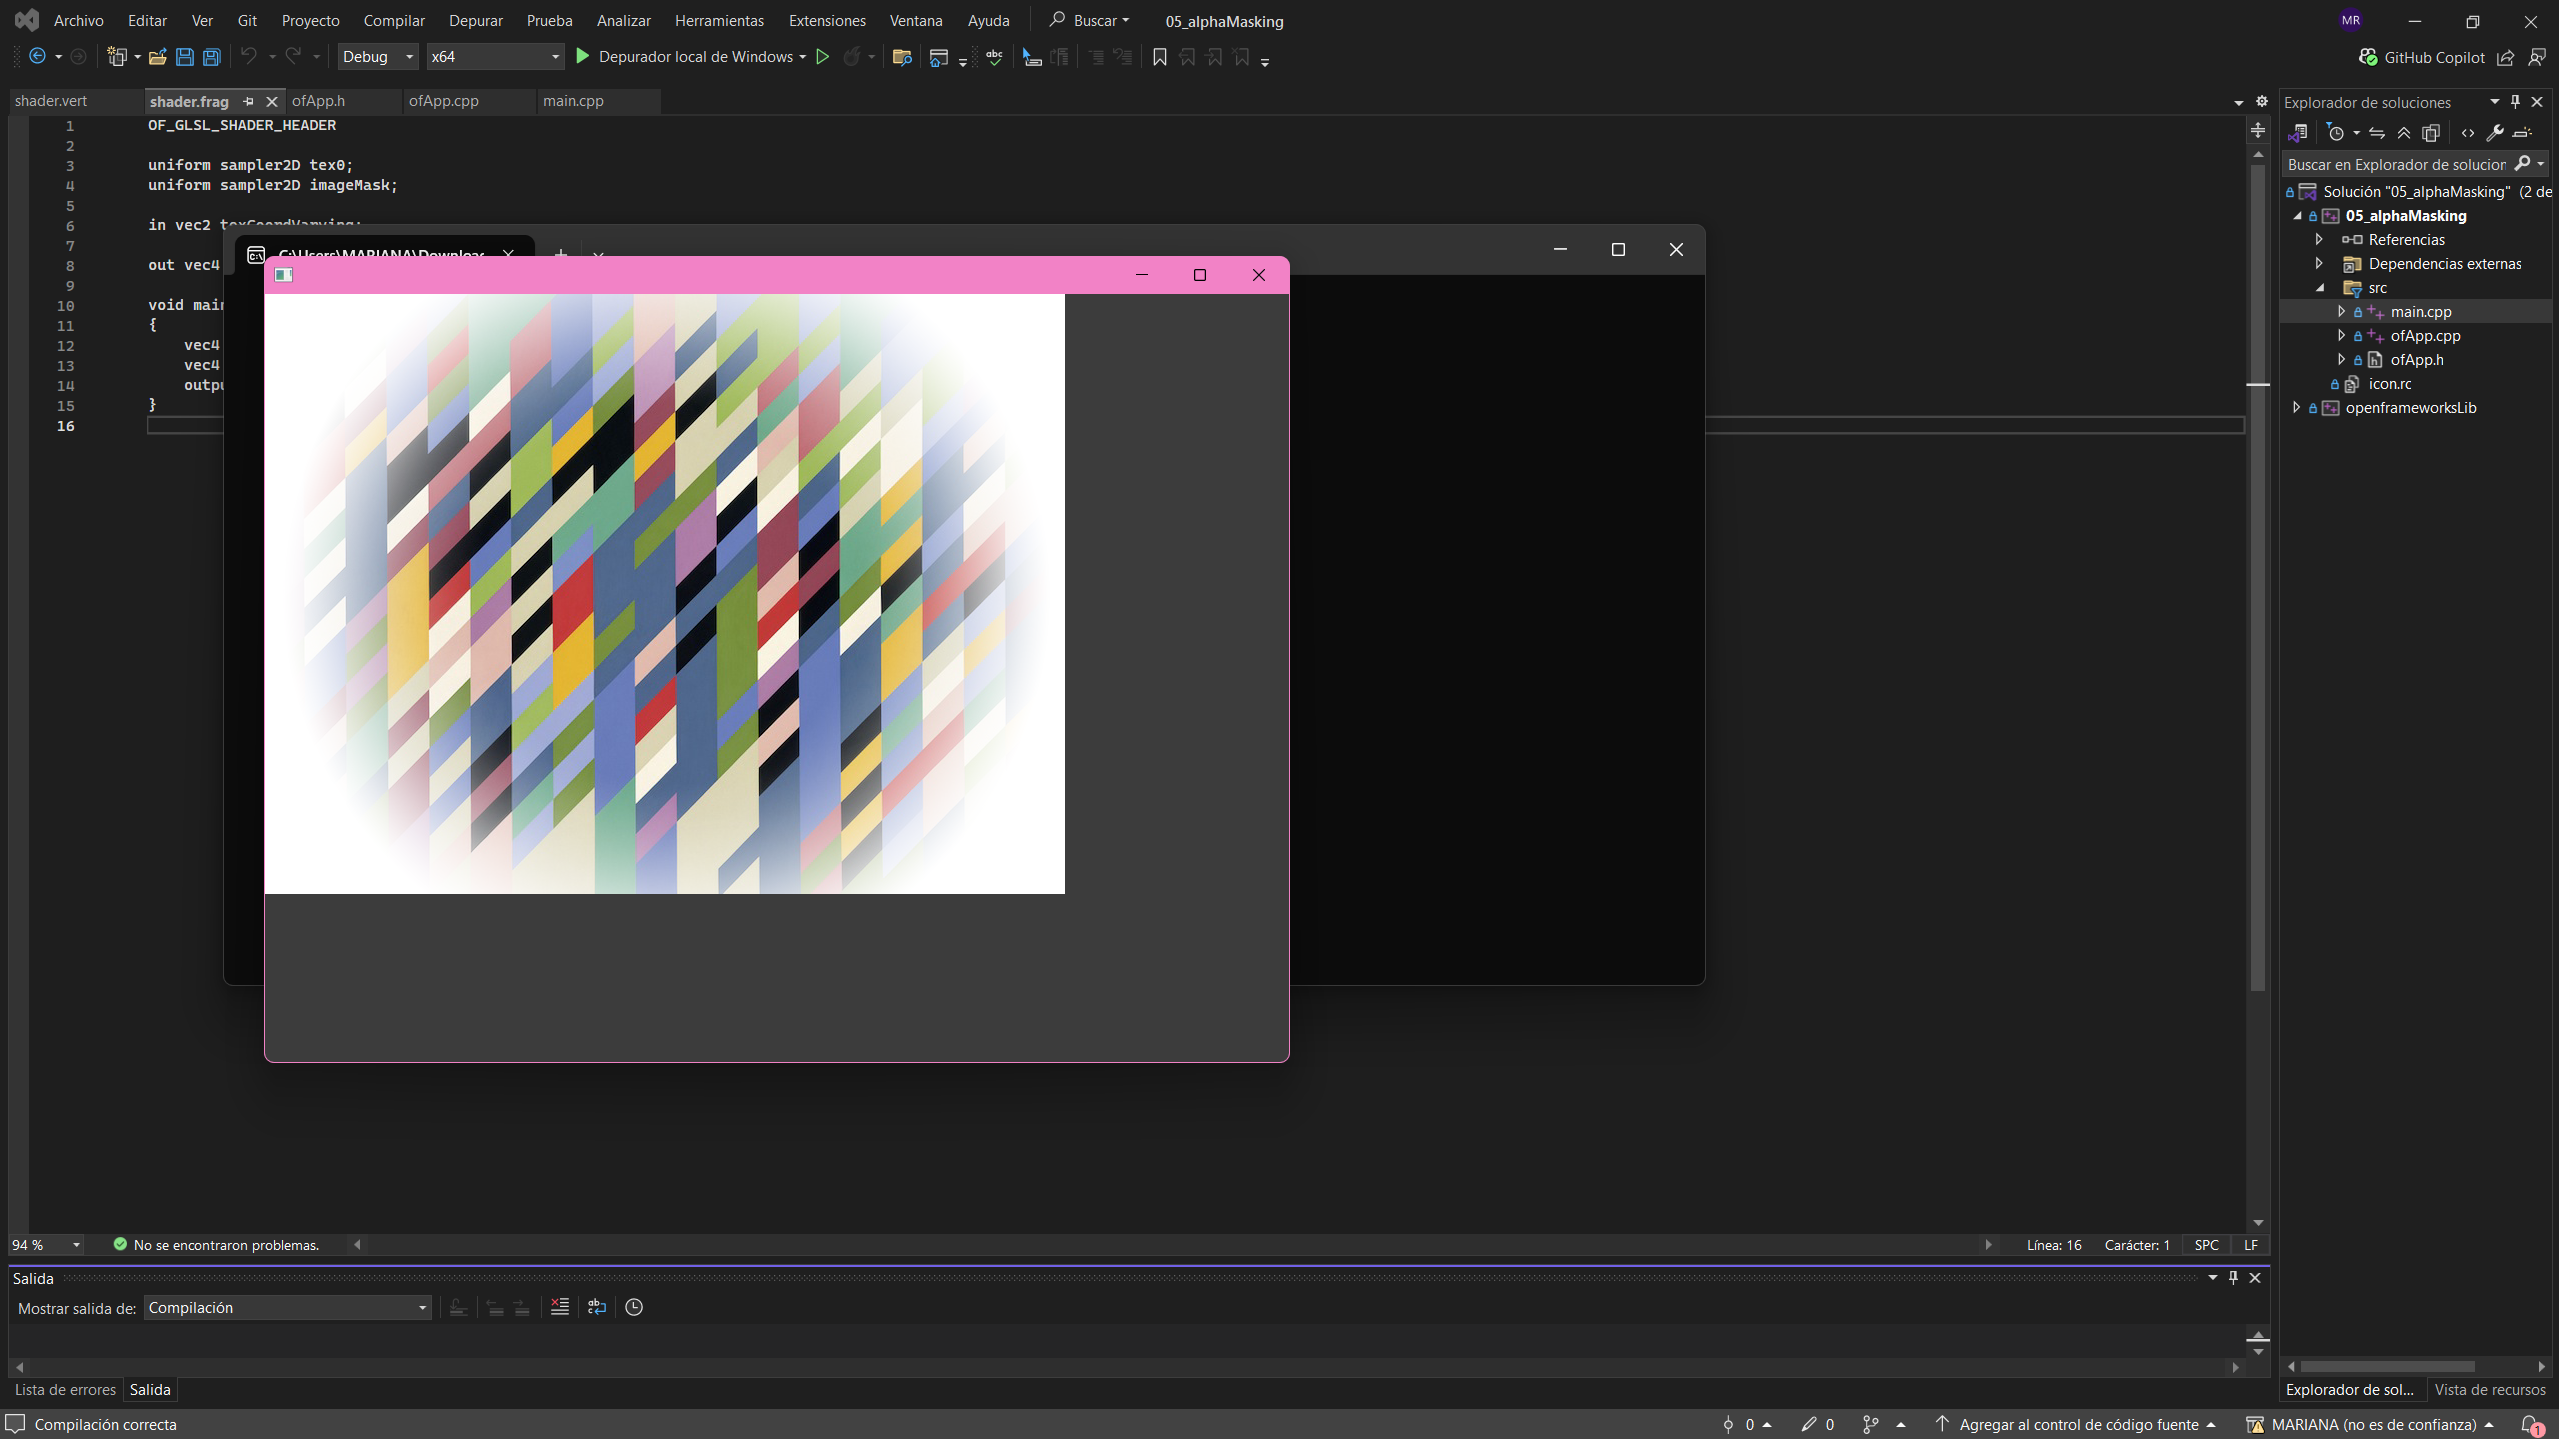 Archivo Editar Ver Git Proyecto Compilar Depurar Prueba Analizar Herramientas Extensiones Ventana Ayuda Buscar 05_alphaMasking MR
Debug x64 Depurador local de Windows GitHub Copilot
shader.vert shader.frag ofApp.h ofApp.cpp main.cpp
1 OF_GLSL_SHADER_HEADER
2
3 uniform sampler2D tex0;
4 uniform sampler2D imageMask;
5
6 in vec2 texCoordVarying;
7
8 out vec4
9
10 void main
11 {
12 vec4
13 vec4
14 outpu
15 }
16
C:\Users\MARIANA\Downloac
94 % No se encontraron problemas. Línea: 16 Carácter: 1 SPC LF
Salida
Mostrar salida de: Compilación
Lista de errores Salida
Explorador de soluciones
Buscar en Explorador de solucior
Solución "05_alphaMasking" (2 de
05_alphaMasking
Referencias
Dependencias externas
src
main.cpp
ofApp.cpp
ofApp.h
icon.rc
openframeworksLib
Explorador de sol... Vista de recursos
Compilación correcta 0 0 Agregar al control de código fuente MARIANA (no es de confianza) 1